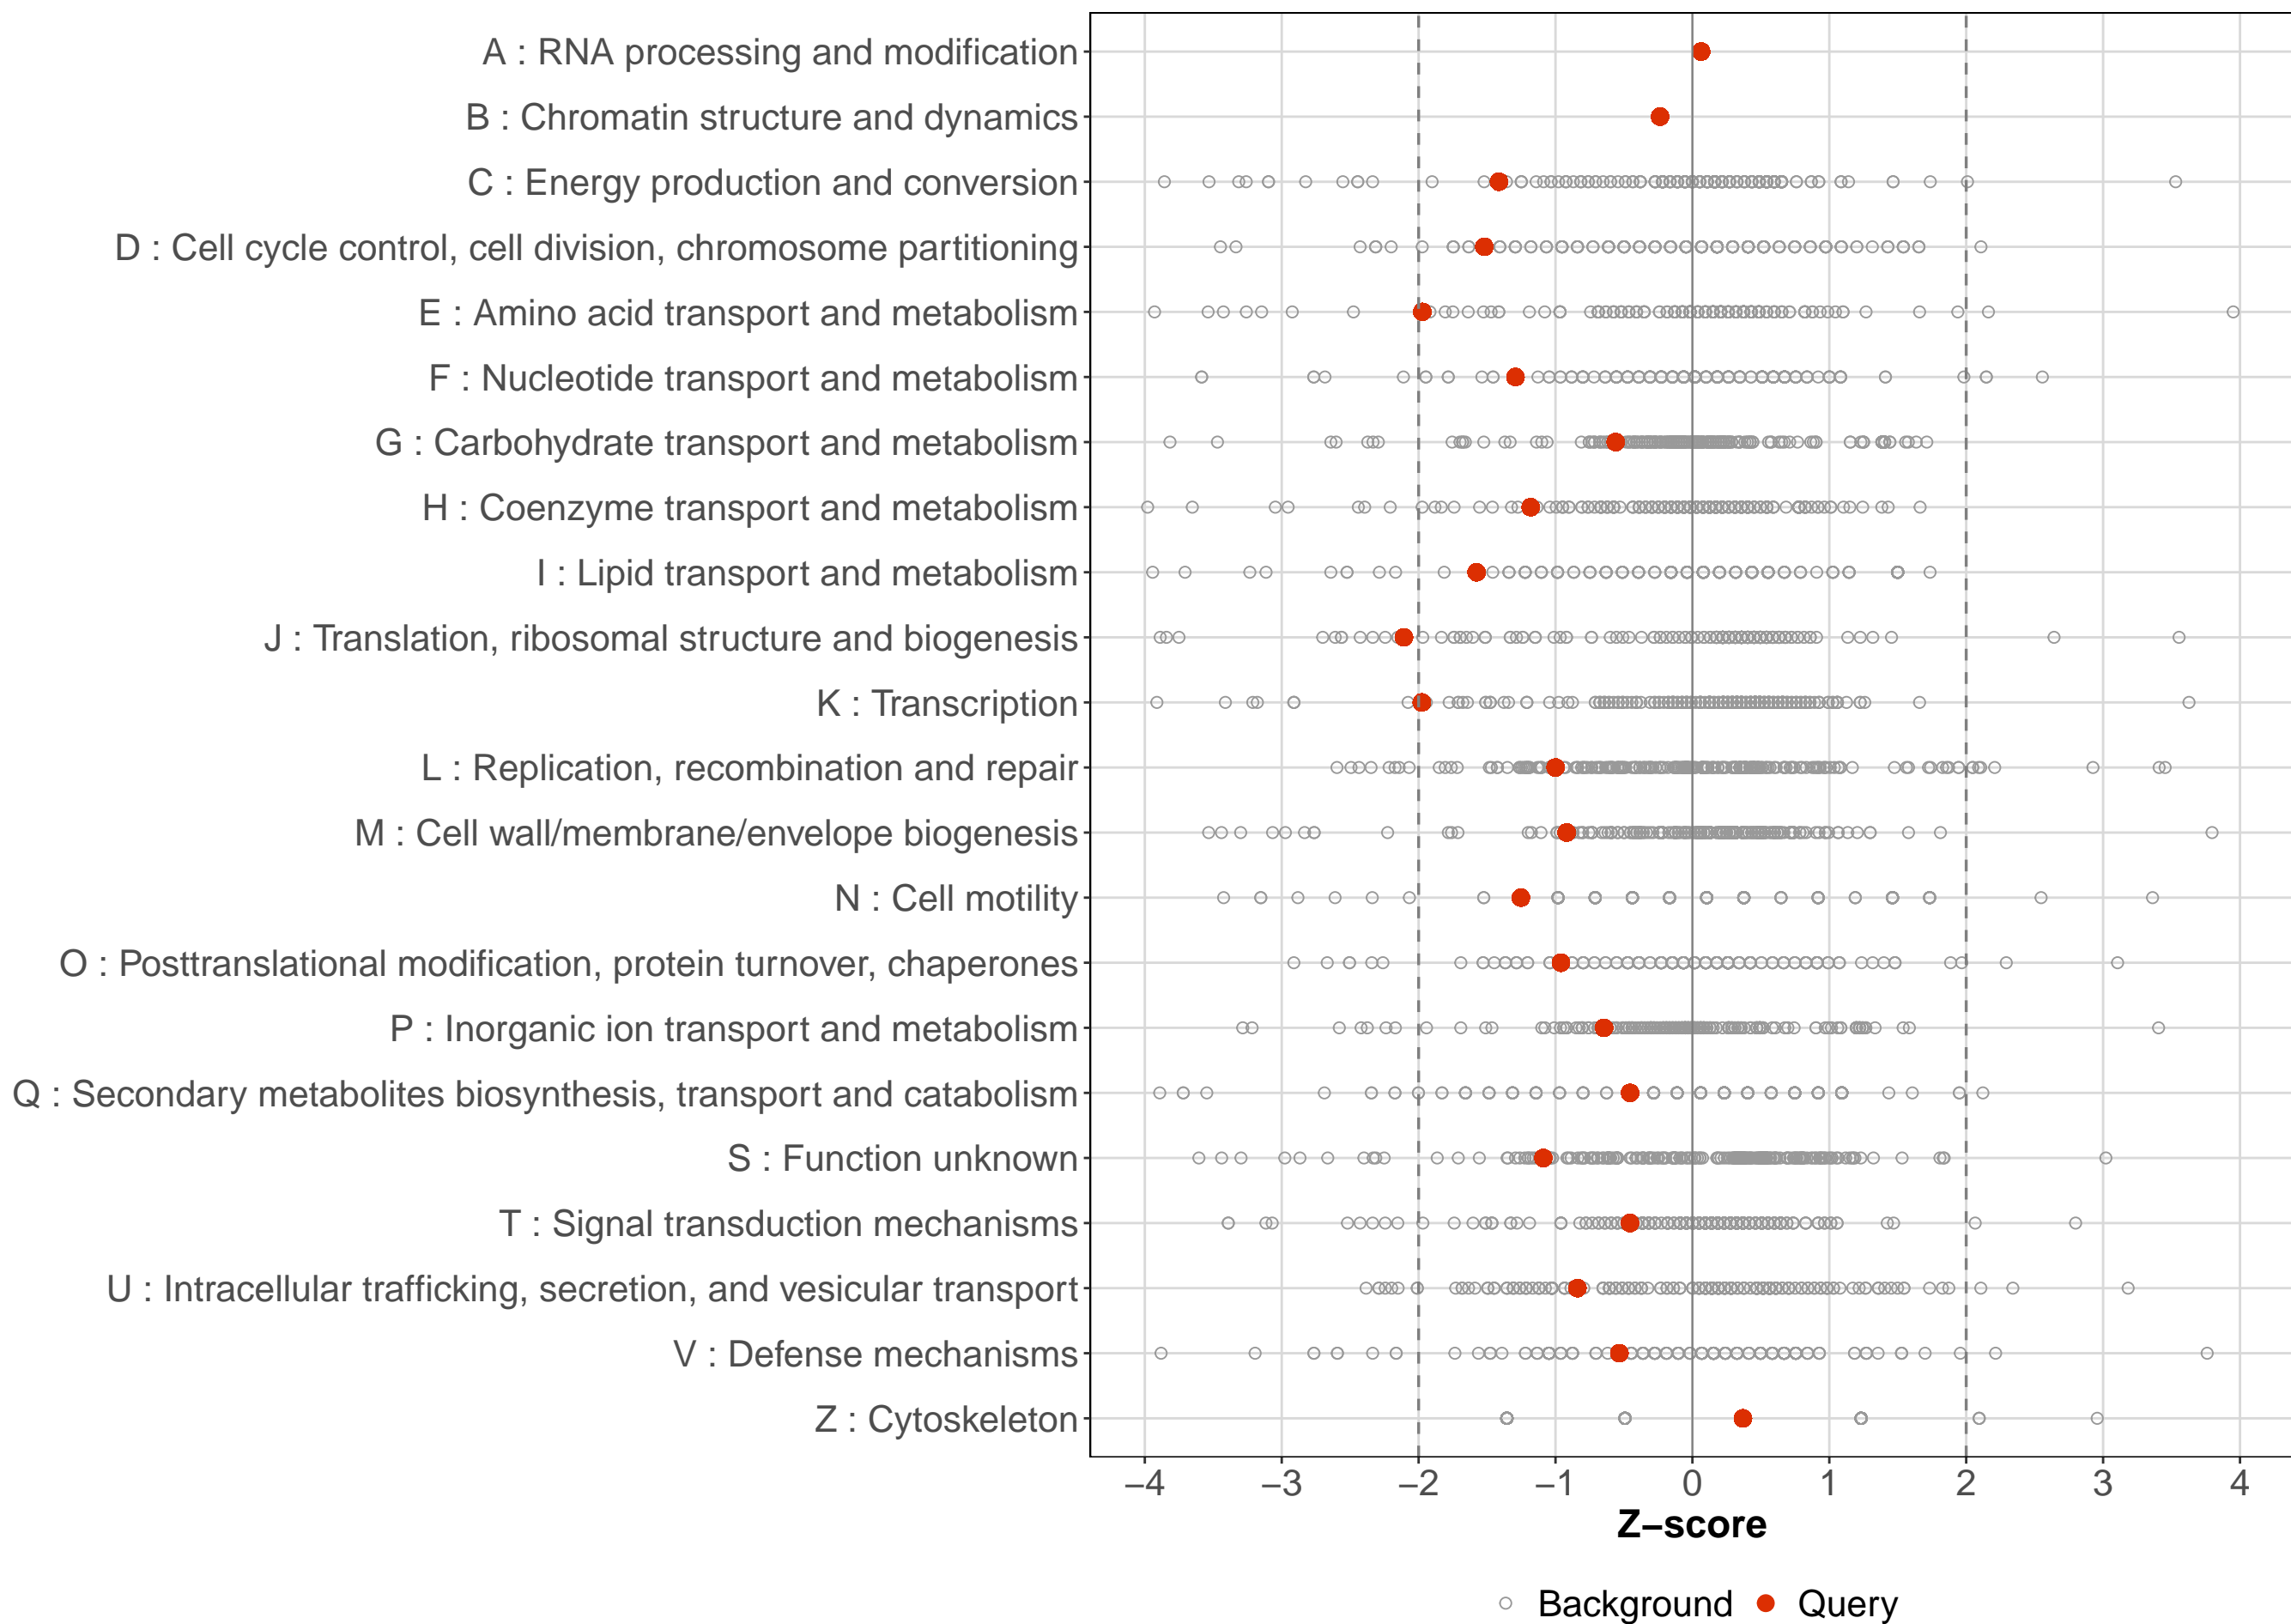 A : RNA processing and modification
B : Chromatin structure and dynamics
C : Energy production and conversion
D : Cell cycle control, cell division, chromosome partitioning
E : Amino acid transport and metabolism
F : Nucleotide transport and metabolism
G : Carbohydrate transport and metabolism
H : Coenzyme transport and metabolism
I : Lipid transport and metabolism
J : Translation, ribosomal structure and biogenesis
K : Transcription
L : Replication, recombination and repair
M : Cell wall/membrane/envelope biogenesis
N : Cell motility
O : Posttranslational modification, protein turnover, chaperones
P : Inorganic ion transport and metabolism
Q : Secondary metabolites biosynthesis, transport and catabolism
S : Function unknown
T : Signal transduction mechanisms
U : Intracellular trafficking, secretion, and vesicular transport
V : Defense mechanisms
Z : Cytoskeleton
−4 −3 −2 −1 0 1 2 3 4
Z−score
Background Query